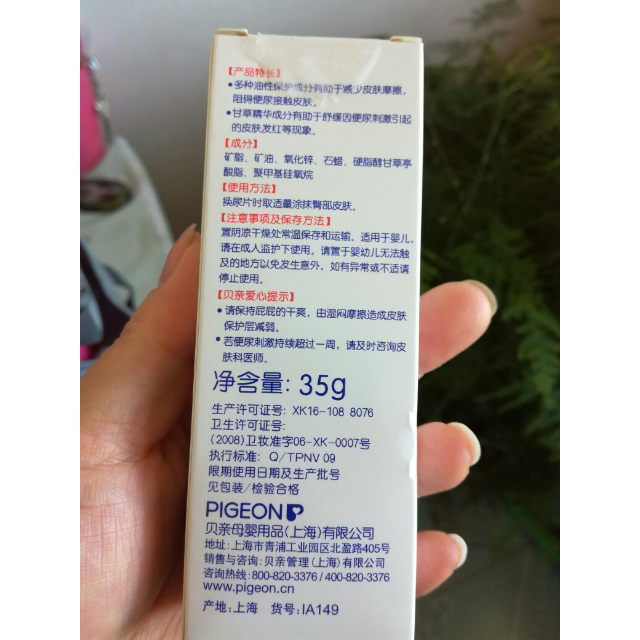 【产品特长】
●多种油性保护成分有助于减少皮肤摩擦，
阻碍便尿接触皮肤。
●甘草精华成分有助于舒缓因便尿刺激引起
的皮肤发红等现象。
【成分】
矿脂、矿油、氧化锌、石蜡、硬脂醇甘草亭
酸脂、聚甲基硅氧烷
【使用方法】
换尿片时取适量涂抹臀部皮肤。
【注意事项及保存方法】
置阴凉干燥处常温保存和运输。适用于婴儿，
请在成人监护下使用。请置于婴幼儿无法触
及的地方以免发生意外。如有异常或不适请
停止使用。
【贝亲爱心提示】
●请保持屁屁的干爽，由湿闷摩擦造成皮肤
保护层减弱。
●若便尿刺激持续超过一周，请及时咨询皮
肤科医师。
净含量: 35g
生产许可证号: XK16-108 8076
卫生许可证号:
(2008)卫妆准字06-XK-0007号
执行标准: Q/TPNV 09
限期使用日期及生产批号
见包装/检验合格
PIGEON
贝亲母婴用品(上海)有限公司
地址: 上海市青浦工业园区北盈路405号
销售与咨询: 贝亲管理(上海)有限公司
咨询热线: 800-820-3376 / 400-820-3376
www.pigeon.cn
产地: 上海 货号: IA149